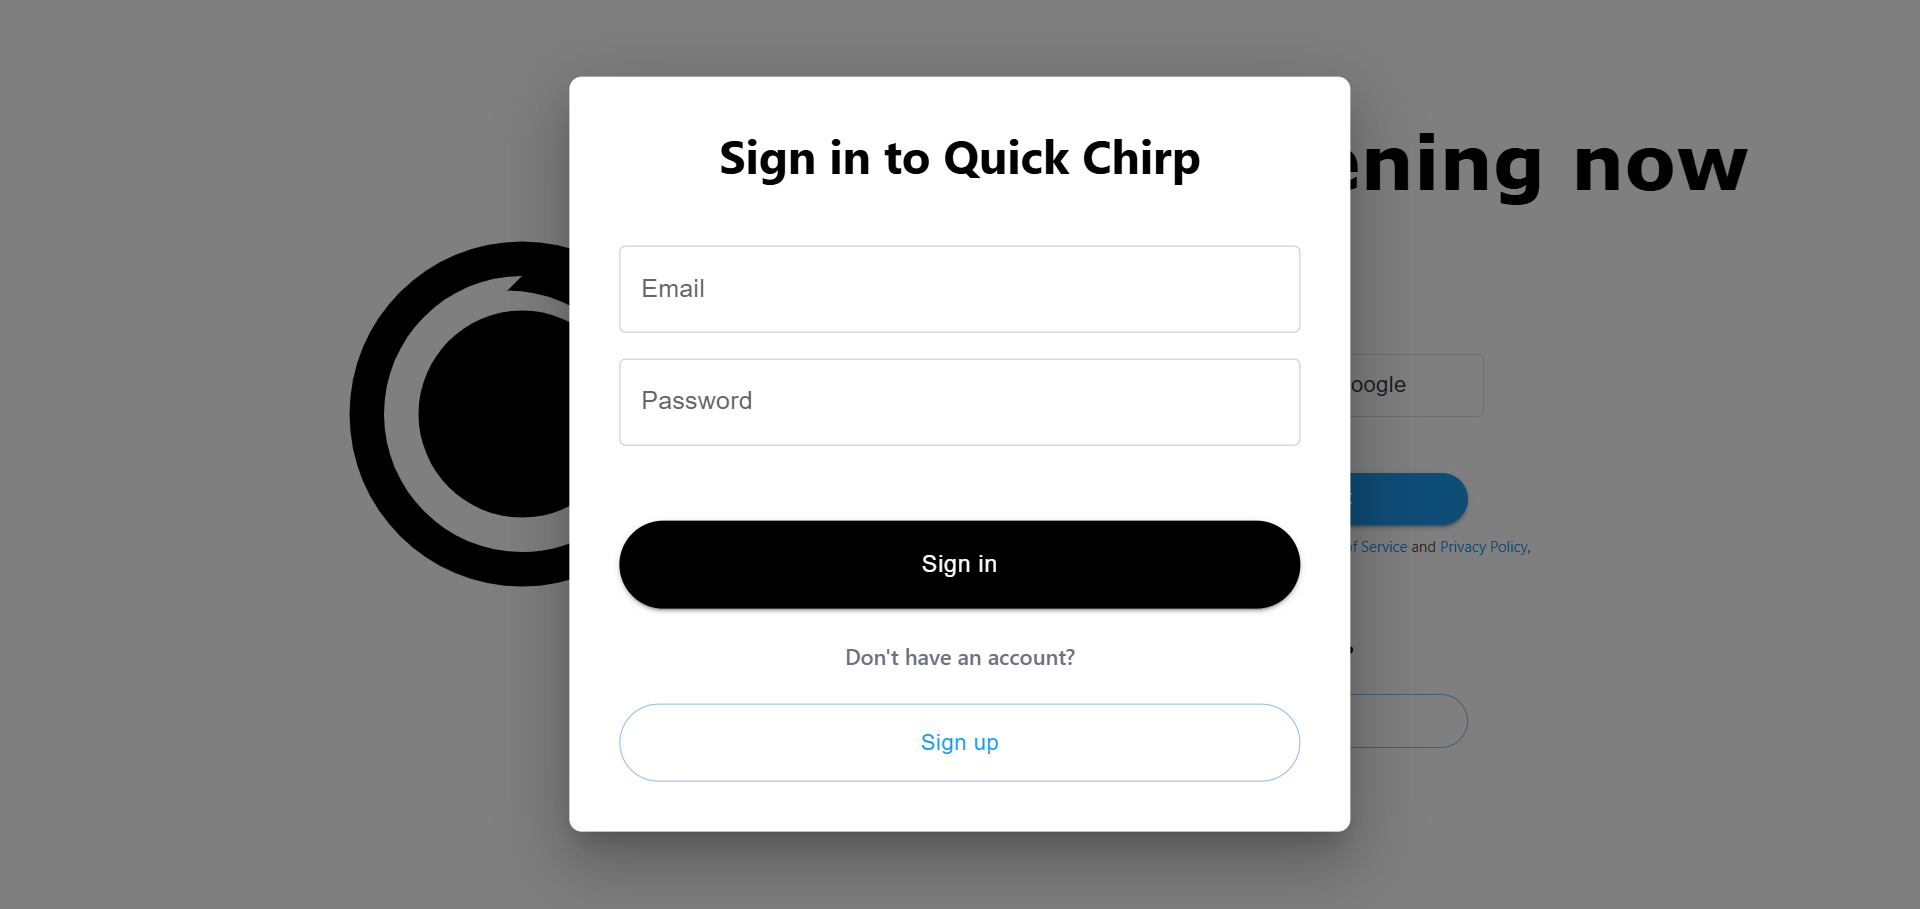 Sign in to Quick Chirp
ening now
Email
oogle
Password
Sign in
of Service and Privacy Policy,
Don't have an account?
Sign up